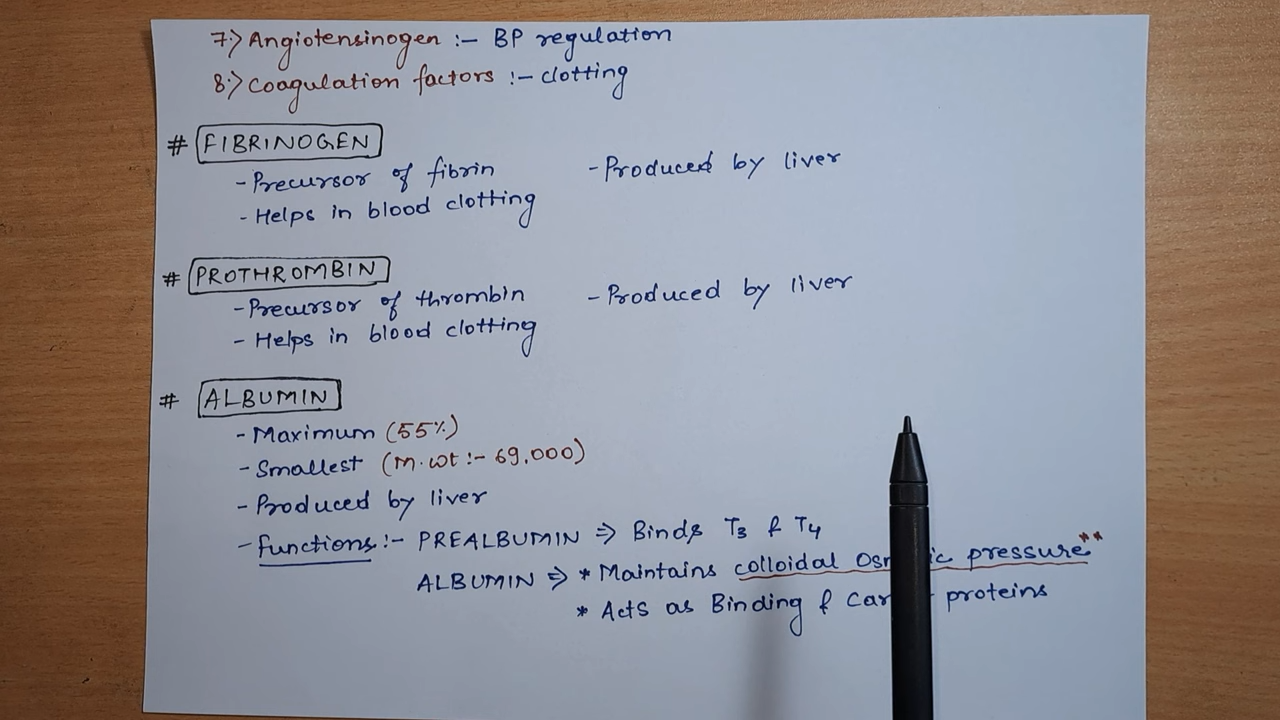 7.) Angiotensinogen :- BP regulation
8.) Coagulation factors :- clotting
# FIBRINOGEN
- Precursor of fibrin - Produced by liver
- Helps in blood clotting
# PROTHROMBIN
- Precursor of thrombin - Produced by liver
- Helps in blood clotting
# ALBUMIN
- Maximum (55%)
- Smallest (m.wt :- 69,000)
- Produced by liver
- functions :- PREALBUMIN ⇒ Binds T3 & T4
ALBUMIN ⇒ * Maintains colloidal pressure **
* Acts as Binding & proteins